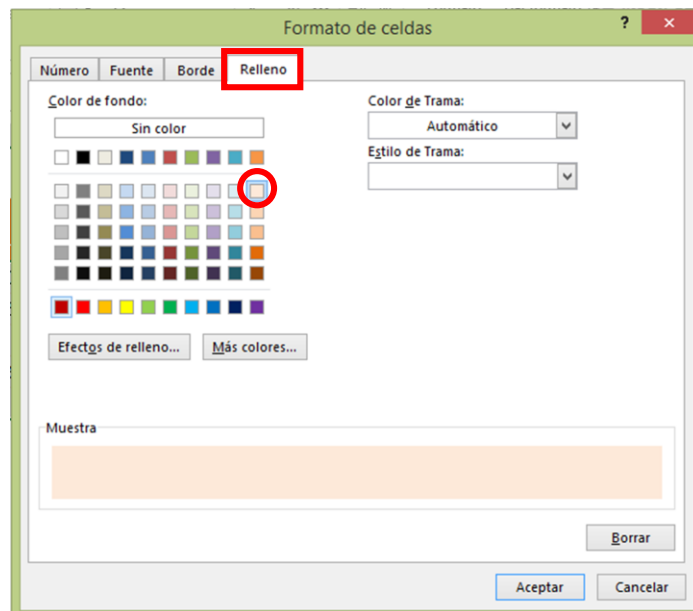 Formato de celdas
?
Número Fuente Borde Relleno
Color de fondo:
Sin color
Color de Trama:
Automático
Estilo de Trama:
Efectos de relleno...
Más colores...
Muestra
Borrar
Aceptar
Cancelar